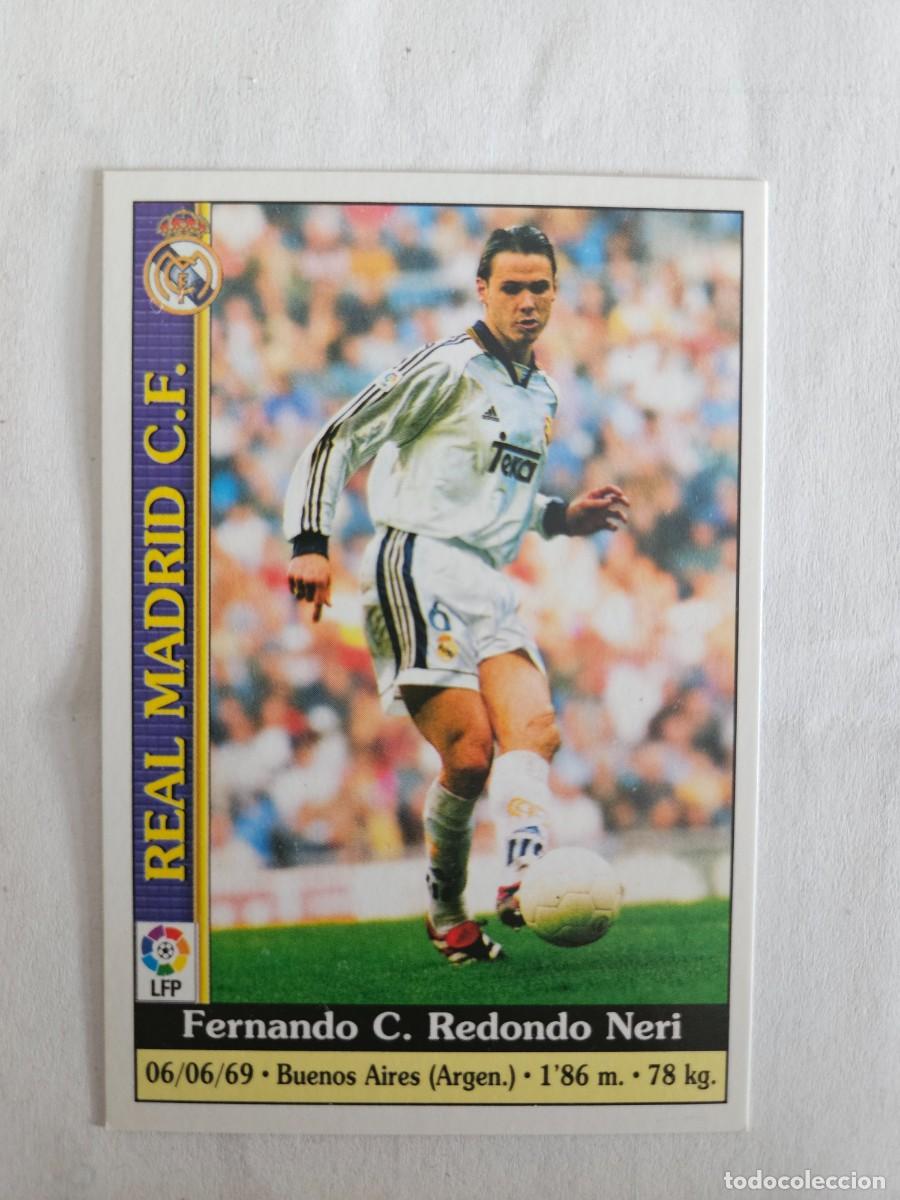 REAL MADRID C.F.
adidas
Teka
6
LFP
Fernando C. Redondo Neri
06/06/69 • Buenos Aires (Argen.) • 1'86 m. • 78 kg.
todocoleccion